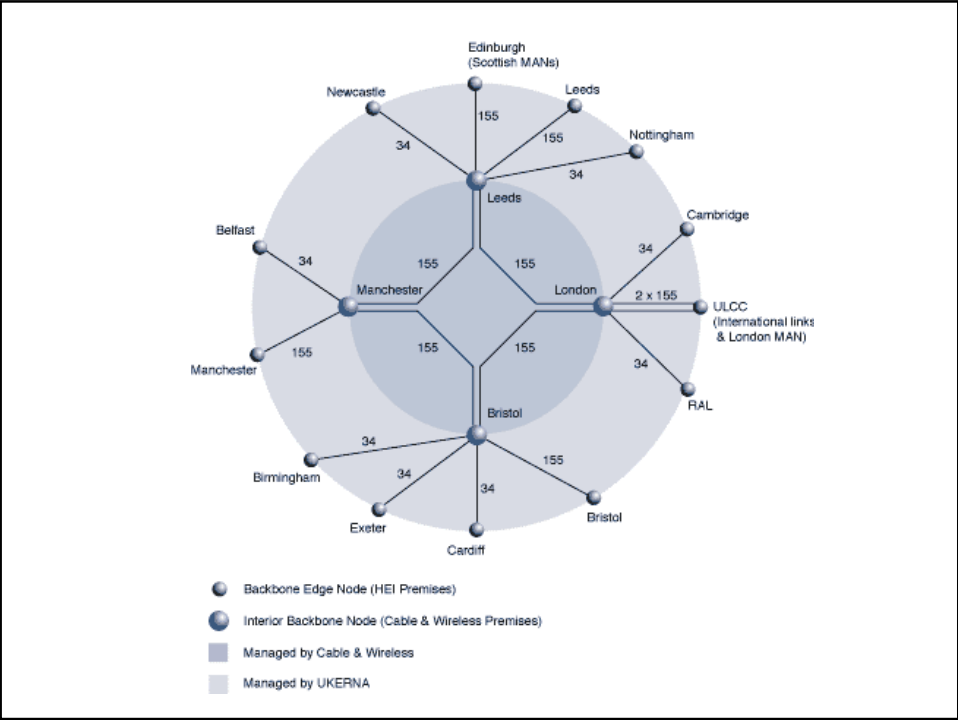 Edinburgh
(Scottish MANs)
Newcastle
Leeds
155
Nottingham
34
155
34
Leeds
Cambridge
Belfast
34
34
155
155
Manchester
London
2 x 155
ULCC
(International links
& London MAN)
155
155
155
34
Manchester
RAL
Bristol
34
155
Birmingham
34
34
Exeter
Bristol
Cardiff
Backbone Edge Node (HEI Premises)
Interior Backbone Node (Cable & Wireless Premises)
Managed by Cable & Wireless
Managed by UKERNA